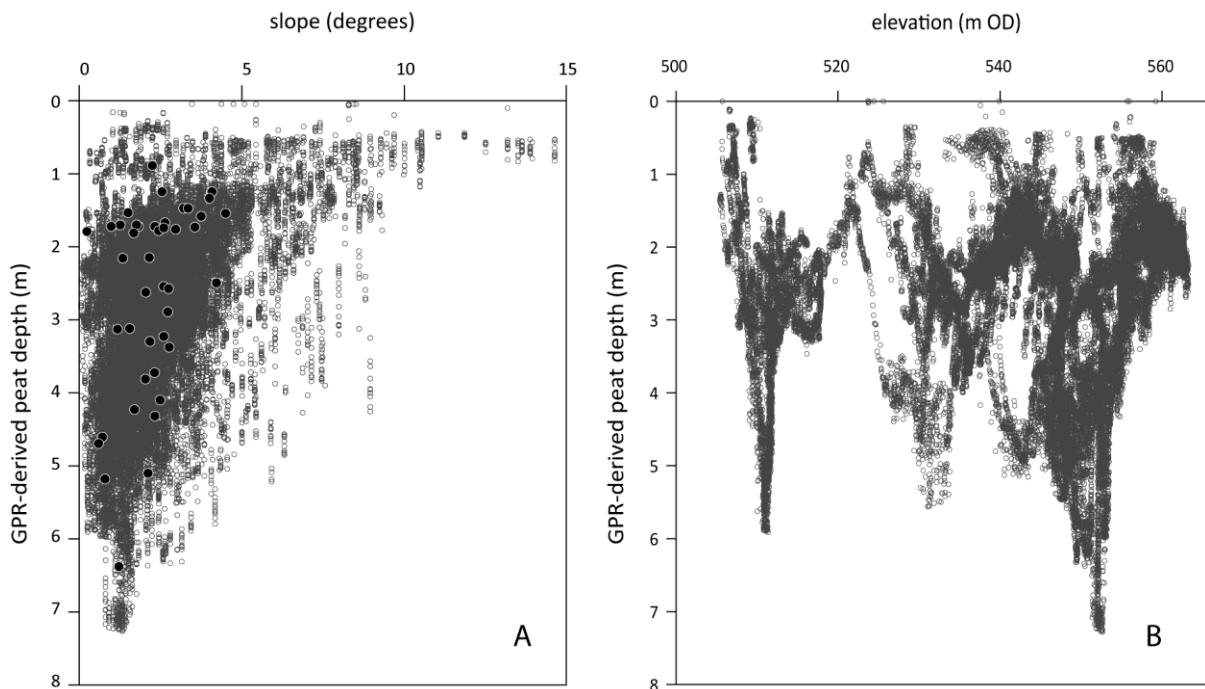 slope (degrees)
0 5 10 15
0
1
2
3
4
5
6
7
8
GPR-derived peat depth (m)
A
elevation (m OD)
500 520 540 560
0
1
2
3
4
5
6
7
8
GPR-derived peat depth (m)
B